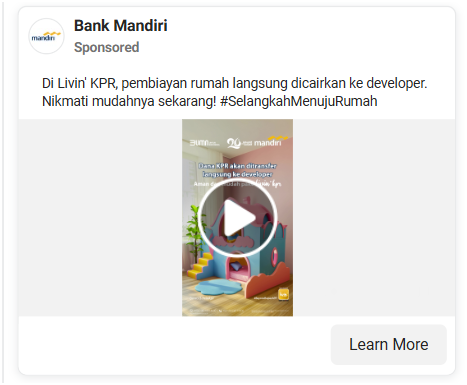 Bank Mandiri
mandiri
Sponsored
Di Livin' KPR, pembiayan rumah langsung dicairkan ke developer.
Nikmati mudahnya sekarang! #SelangkahMenujuRumah
mandiri
Dana KPR akan ditransfer
langsung ke developer
Learn More